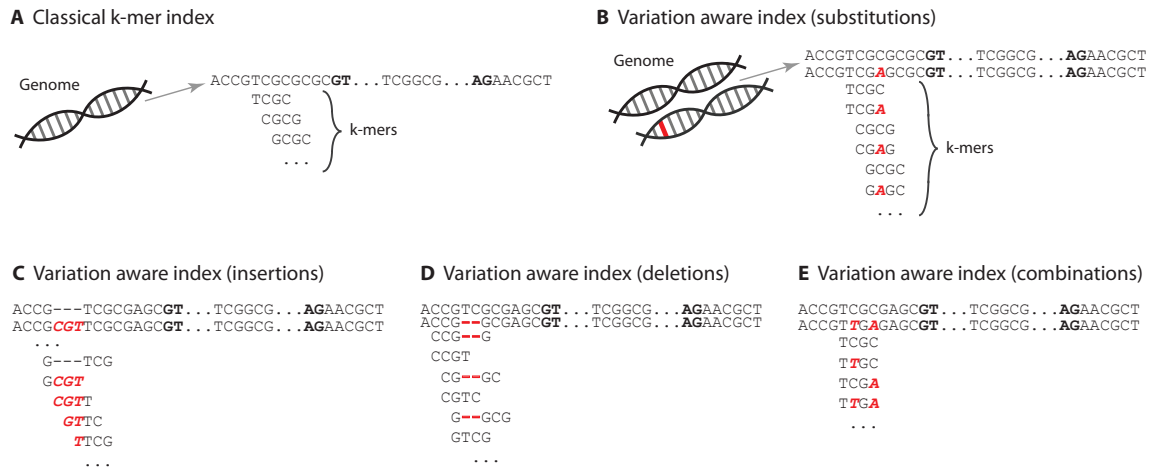 A Classical k-mer index
Genome
ACCGTCGCGCGCGT...TCGGCG...AGAACGCT
TCGC
CGCG
GCGC
...
k-mers
B Variation aware index (substitutions)
Genome
ACCGTCGCGCGCGT...TCGGCG...AGAACGCT
ACCGTCGAGCGCGT...TCGGCG...AGAACGCT
TCGC
TCGA
CGCG
CGAG
GCGC
GAGC
...
k-mers
C Variation aware index (insertions)
ACCG---TCGCGAGCGT...TCGGCG...AGAACGCT
ACCGCGTTCGCGAGCGT...TCGGCG...AGAACGCT
...
G---TCG
GCGT
CGTT
GTTC
TTCG
...
D Variation aware index (deletions)
ACCGTCGCGAGCGT...TCGGCG...AGAACGCT
ACCG--GCGAGCGT...TCGGCG...AGAACGCT
CCG--G
CCGT
CG--GC
CGTC
G--GCG
GTCG
...
E Variation aware index (combinations)
ACCGTCGCGAGCGT...TCGGCG...AGAACGCT
ACCGTTGAGAGCGT...TCGGCG...AGAACGCT
TCGC
TTGC
TCGA
TTGA
...